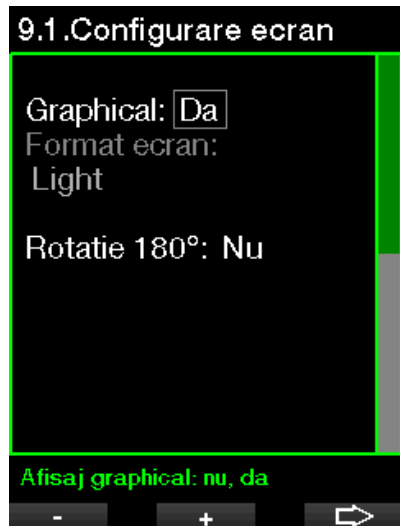 9.1.Configurare ecran
Graphical: Da
Format ecran:
Light
Rotatie 180°: Nu
Afisaj graphical: nu, da
- +